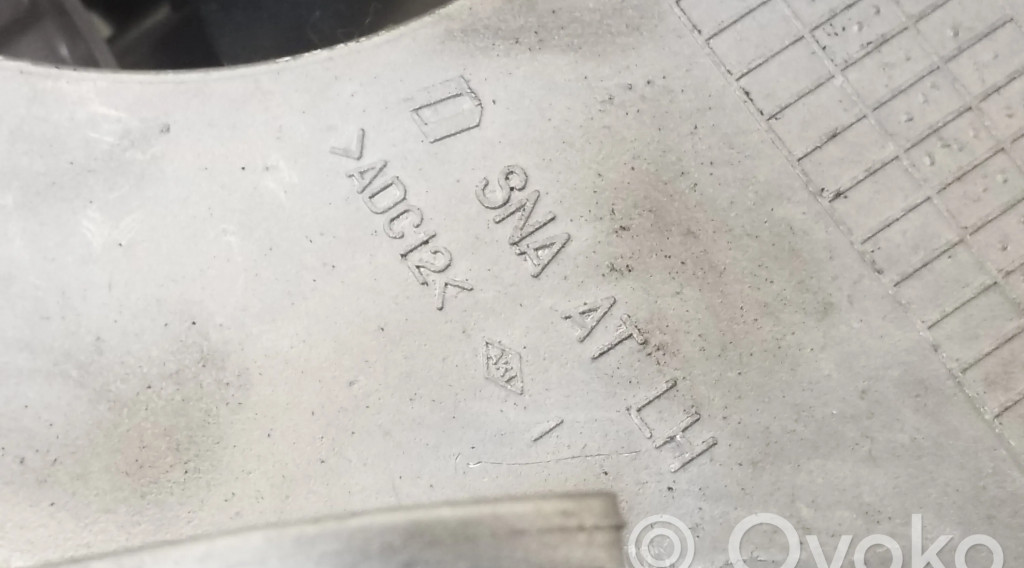 SNA AT LH
>ADC12<
® Ovoko